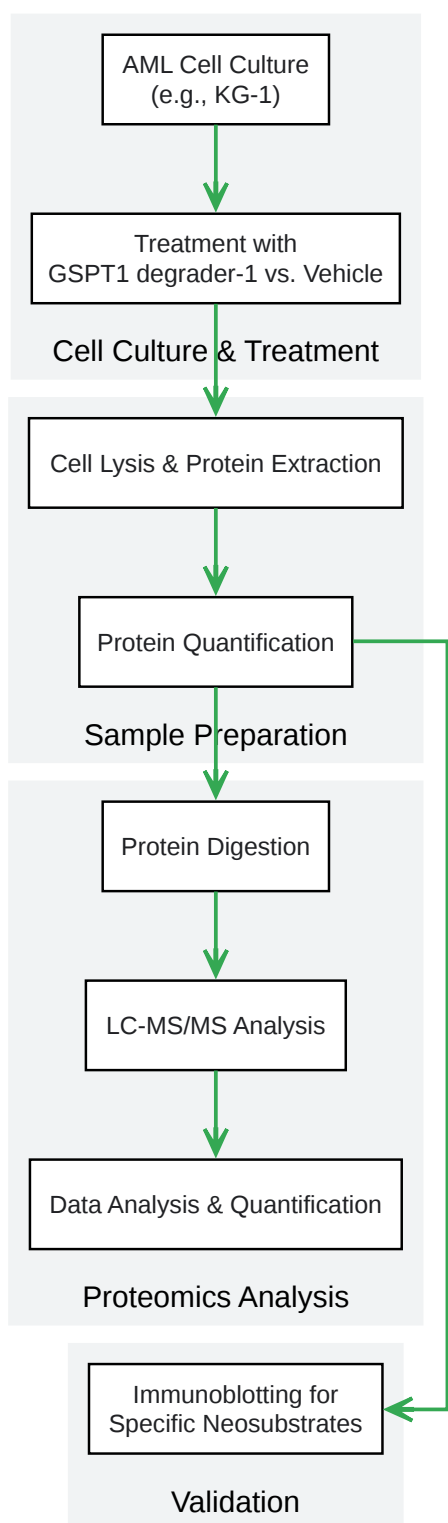 AML Cell Culture
(e.g., KG-1)
Treatment with
GSPT1 degrader-1 vs. Vehicle
Cell Culture & Treatment
Cell Lysis & Protein Extraction
Protein Quantification
Sample Preparation
Protein Digestion
LC-MS/MS Analysis
Data Analysis & Quantification
Proteomics Analysis
Immunoblotting for
Specific Neosubstrates
Validation